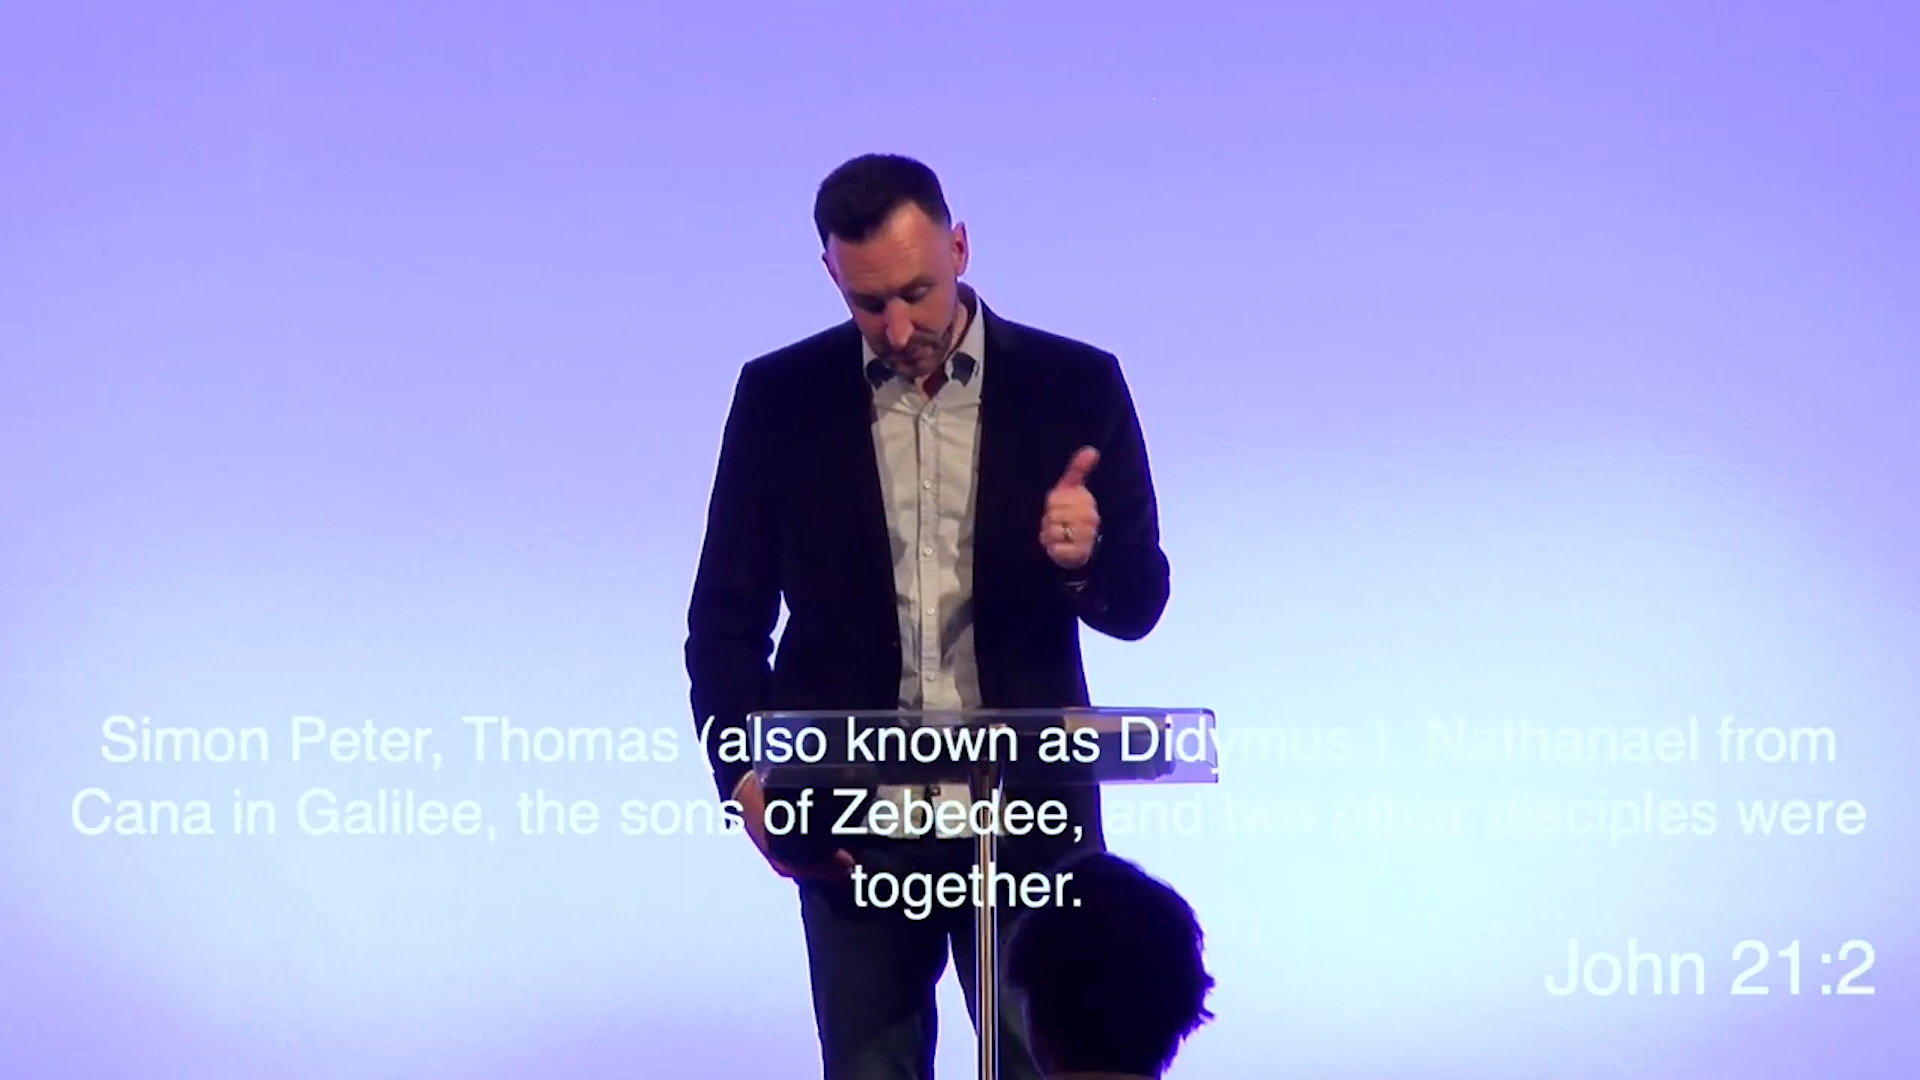 Simon Peter, Thomas (also known as Didymus ), Nathanael from
Cana in Galilee, the sons of Zebedee, and two other disciples were
together.
John 21:2